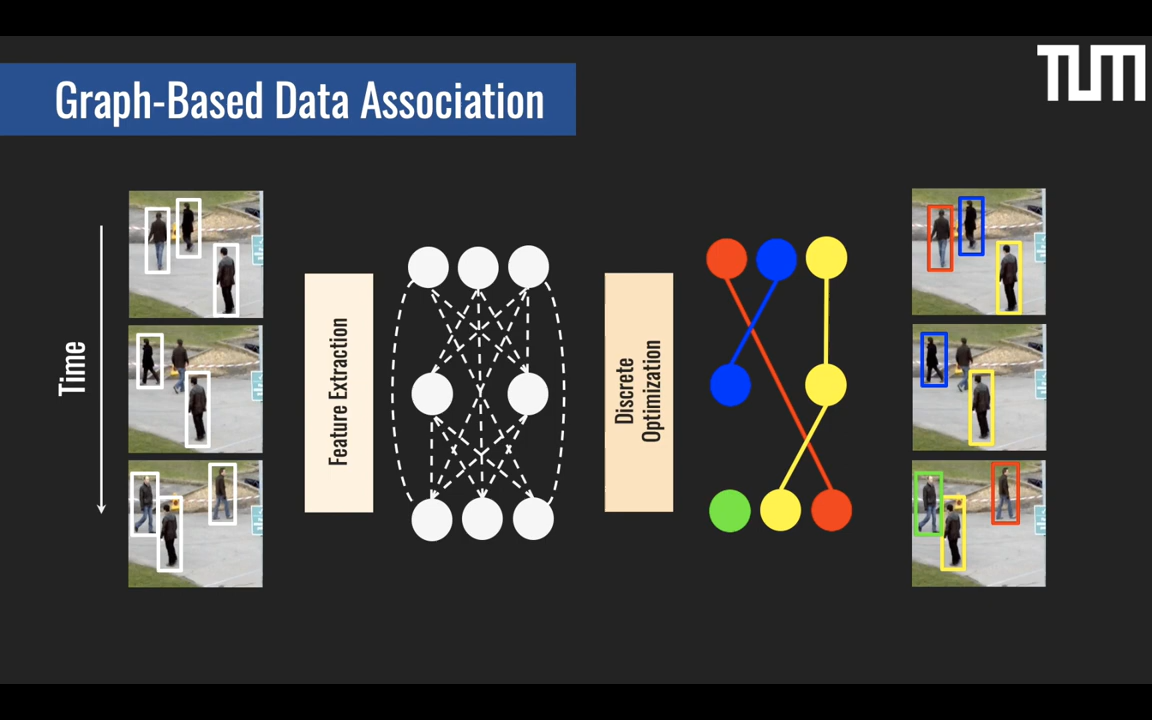 Graph-Based Data Association
TUM
Time
Feature Extraction
Discrete
Optimization